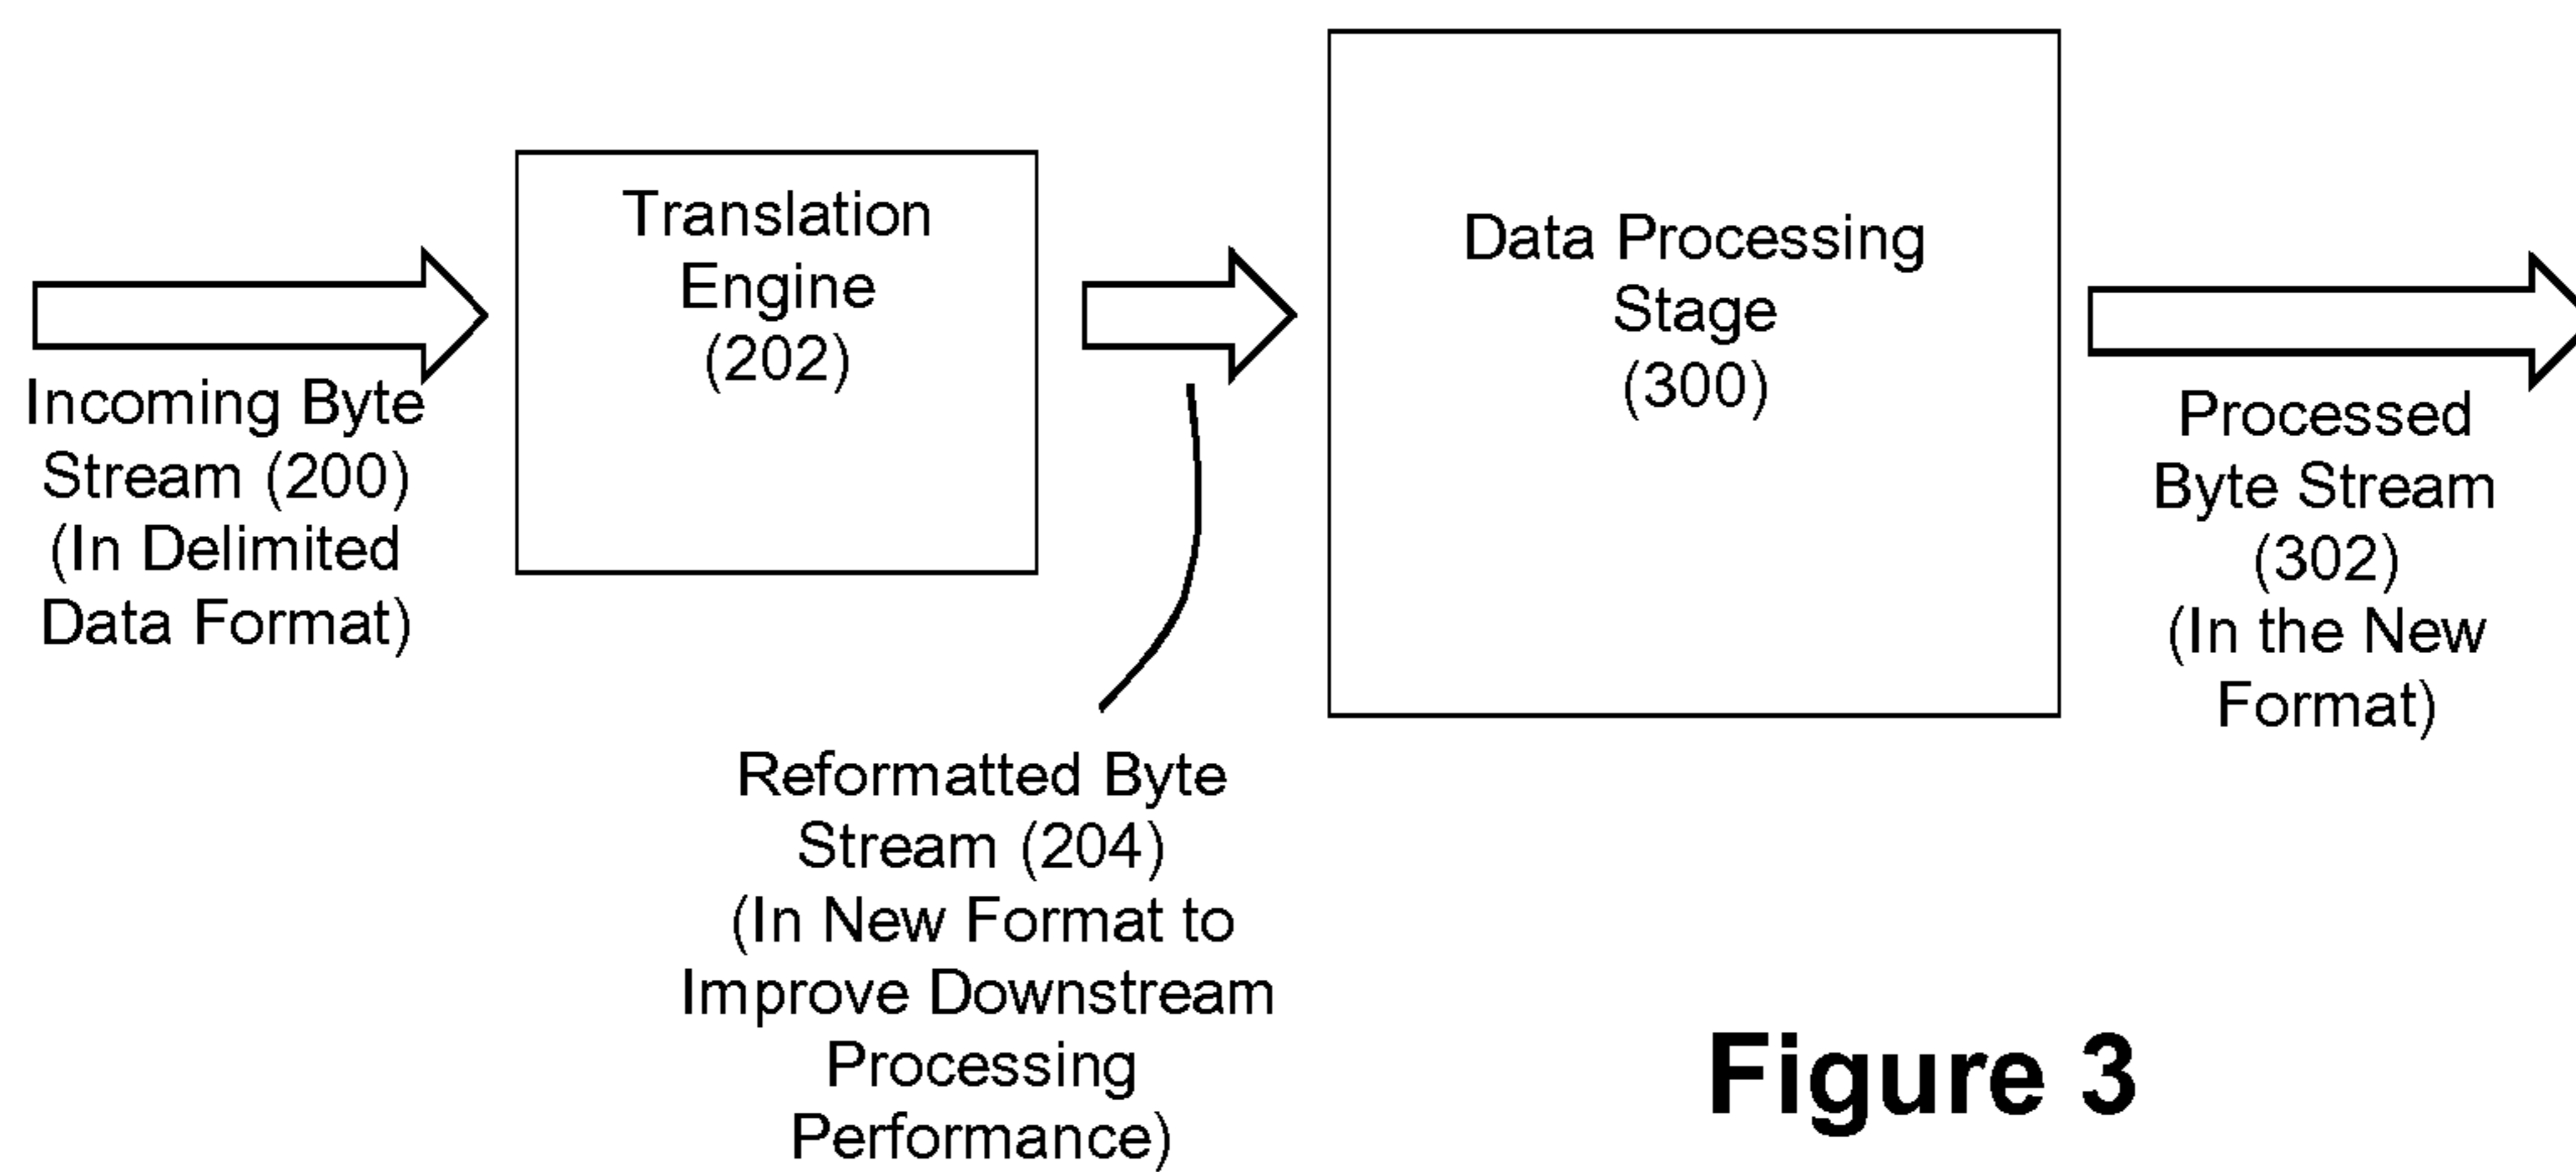 Incoming Byte
Stream (200)
(In Delimited
Data Format)
Translation
Engine
(202)
Reformatted Byte
Stream (204)
(In New Format to
Improve Downstream
Processing
Performance)
Data Processing
Stage
(300)
Processed
Byte Stream
(302)
(In the New
Format)
Figure 3